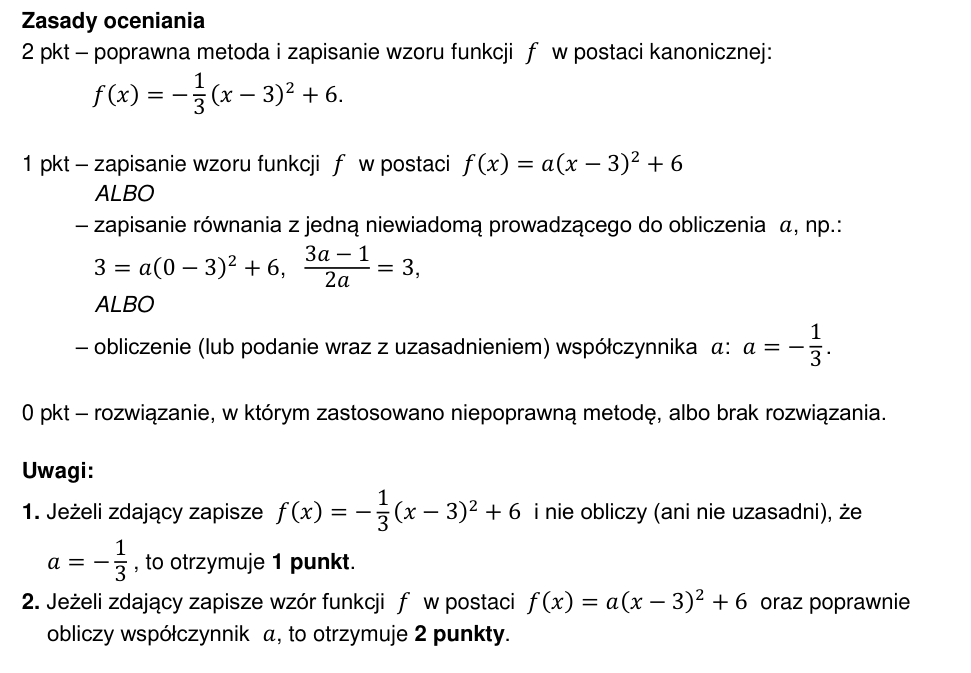 Zasady oceniania
2 pkt – poprawna metoda i zapisanie wzoru funkcji f w postaci kanonicznej:
f(x) = −1/3(x − 3)² + 6.
1 pkt – zapisanie wzoru funkcji f w postaci f(x) = a(x − 3)² + 6
ALBO
– zapisanie równania z jedną niewiadomą prowadzącego do obliczenia a, np.:
3 = a(0 − 3)² + 6, (3a − 1)/2a = 3,
ALBO
– obliczenie (lub podanie wraz z uzasadnieniem) współczynnika a: a = −1/3.
0 pkt – rozwiązanie, w którym zastosowano niepoprawną metodę, albo brak rozwiązania.
Uwagi:
1. Jeżeli zdający zapisze f(x) = −1/3(x − 3)² + 6 i nie obliczy (ani nie uzasadni), że
a = −1/3, to otrzymuje 1 punkt.
2. Jeżeli zdający zapisze wzór funkcji f w postaci f(x) = a(x − 3)² + 6 oraz poprawnie
obliczy współczynnik a, to otrzymuje 2 punkty.